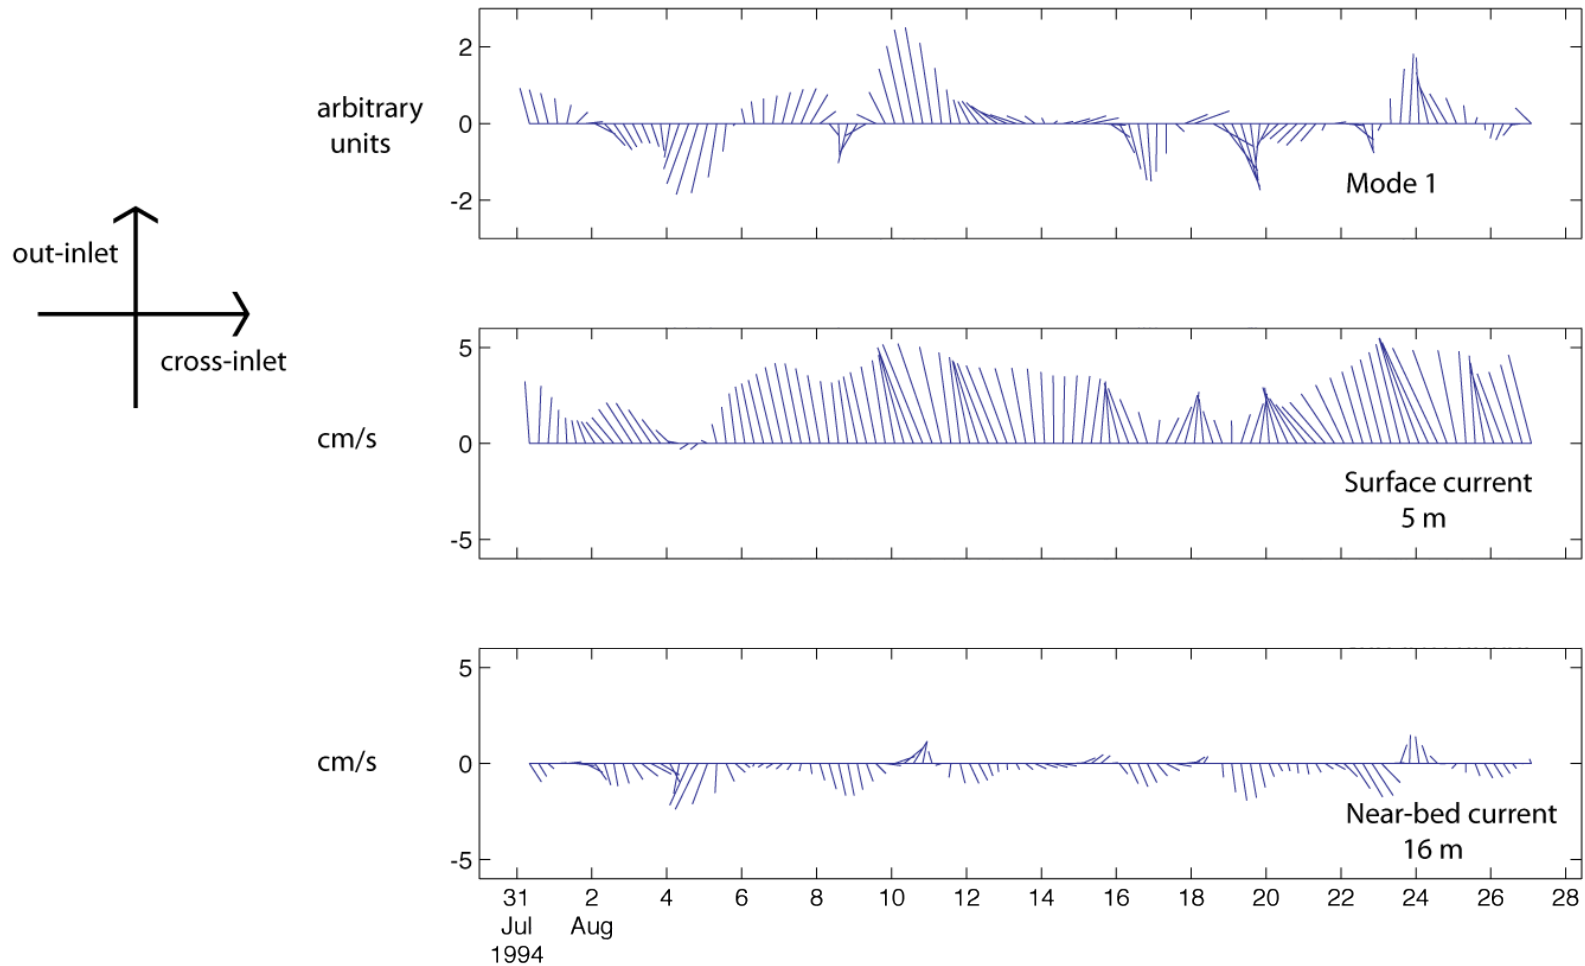 2
arbitrary
units
0
-2
Mode 1
out-inlet
cross-inlet
5
cm/s
0
-5
Surface current
5 m
5
cm/s
0
-5
Near-bed current
16 m
31 2 4 6 8 10 12 14 16 18 20 22 24 26 28
Jul Aug
1994